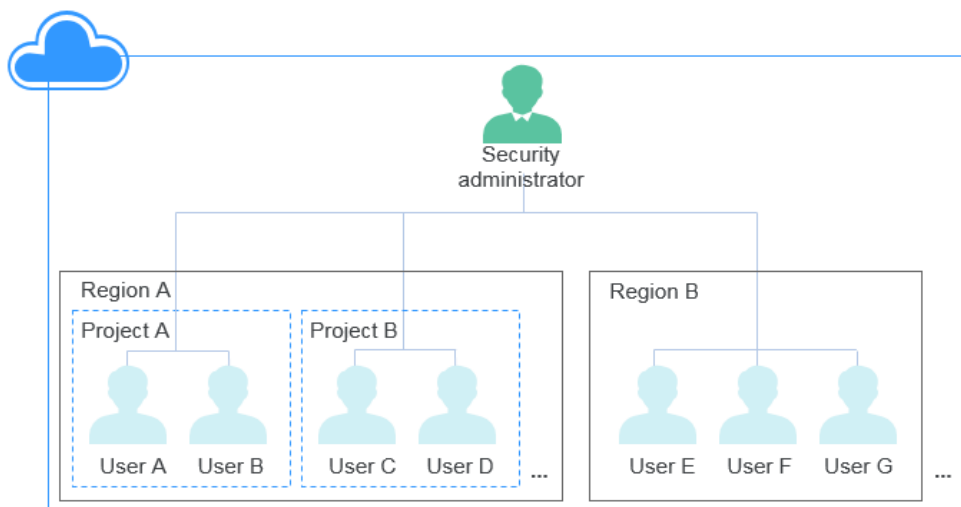 Security
administrator
Region A
Region B
Project A
Project B
User A
User B
User C
User D
...
User E
User F
User G
...